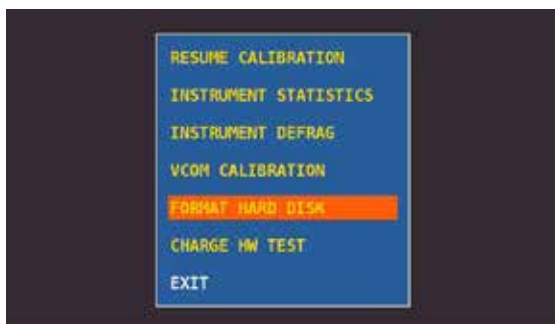 RESUME CALIBRATION
INSTRUMENT STATISTICS
INSTRUMENT DEFRAG
VCOM CALIBRATION
FORMAT HARD DISK
CHARGE HW TEST
EXIT